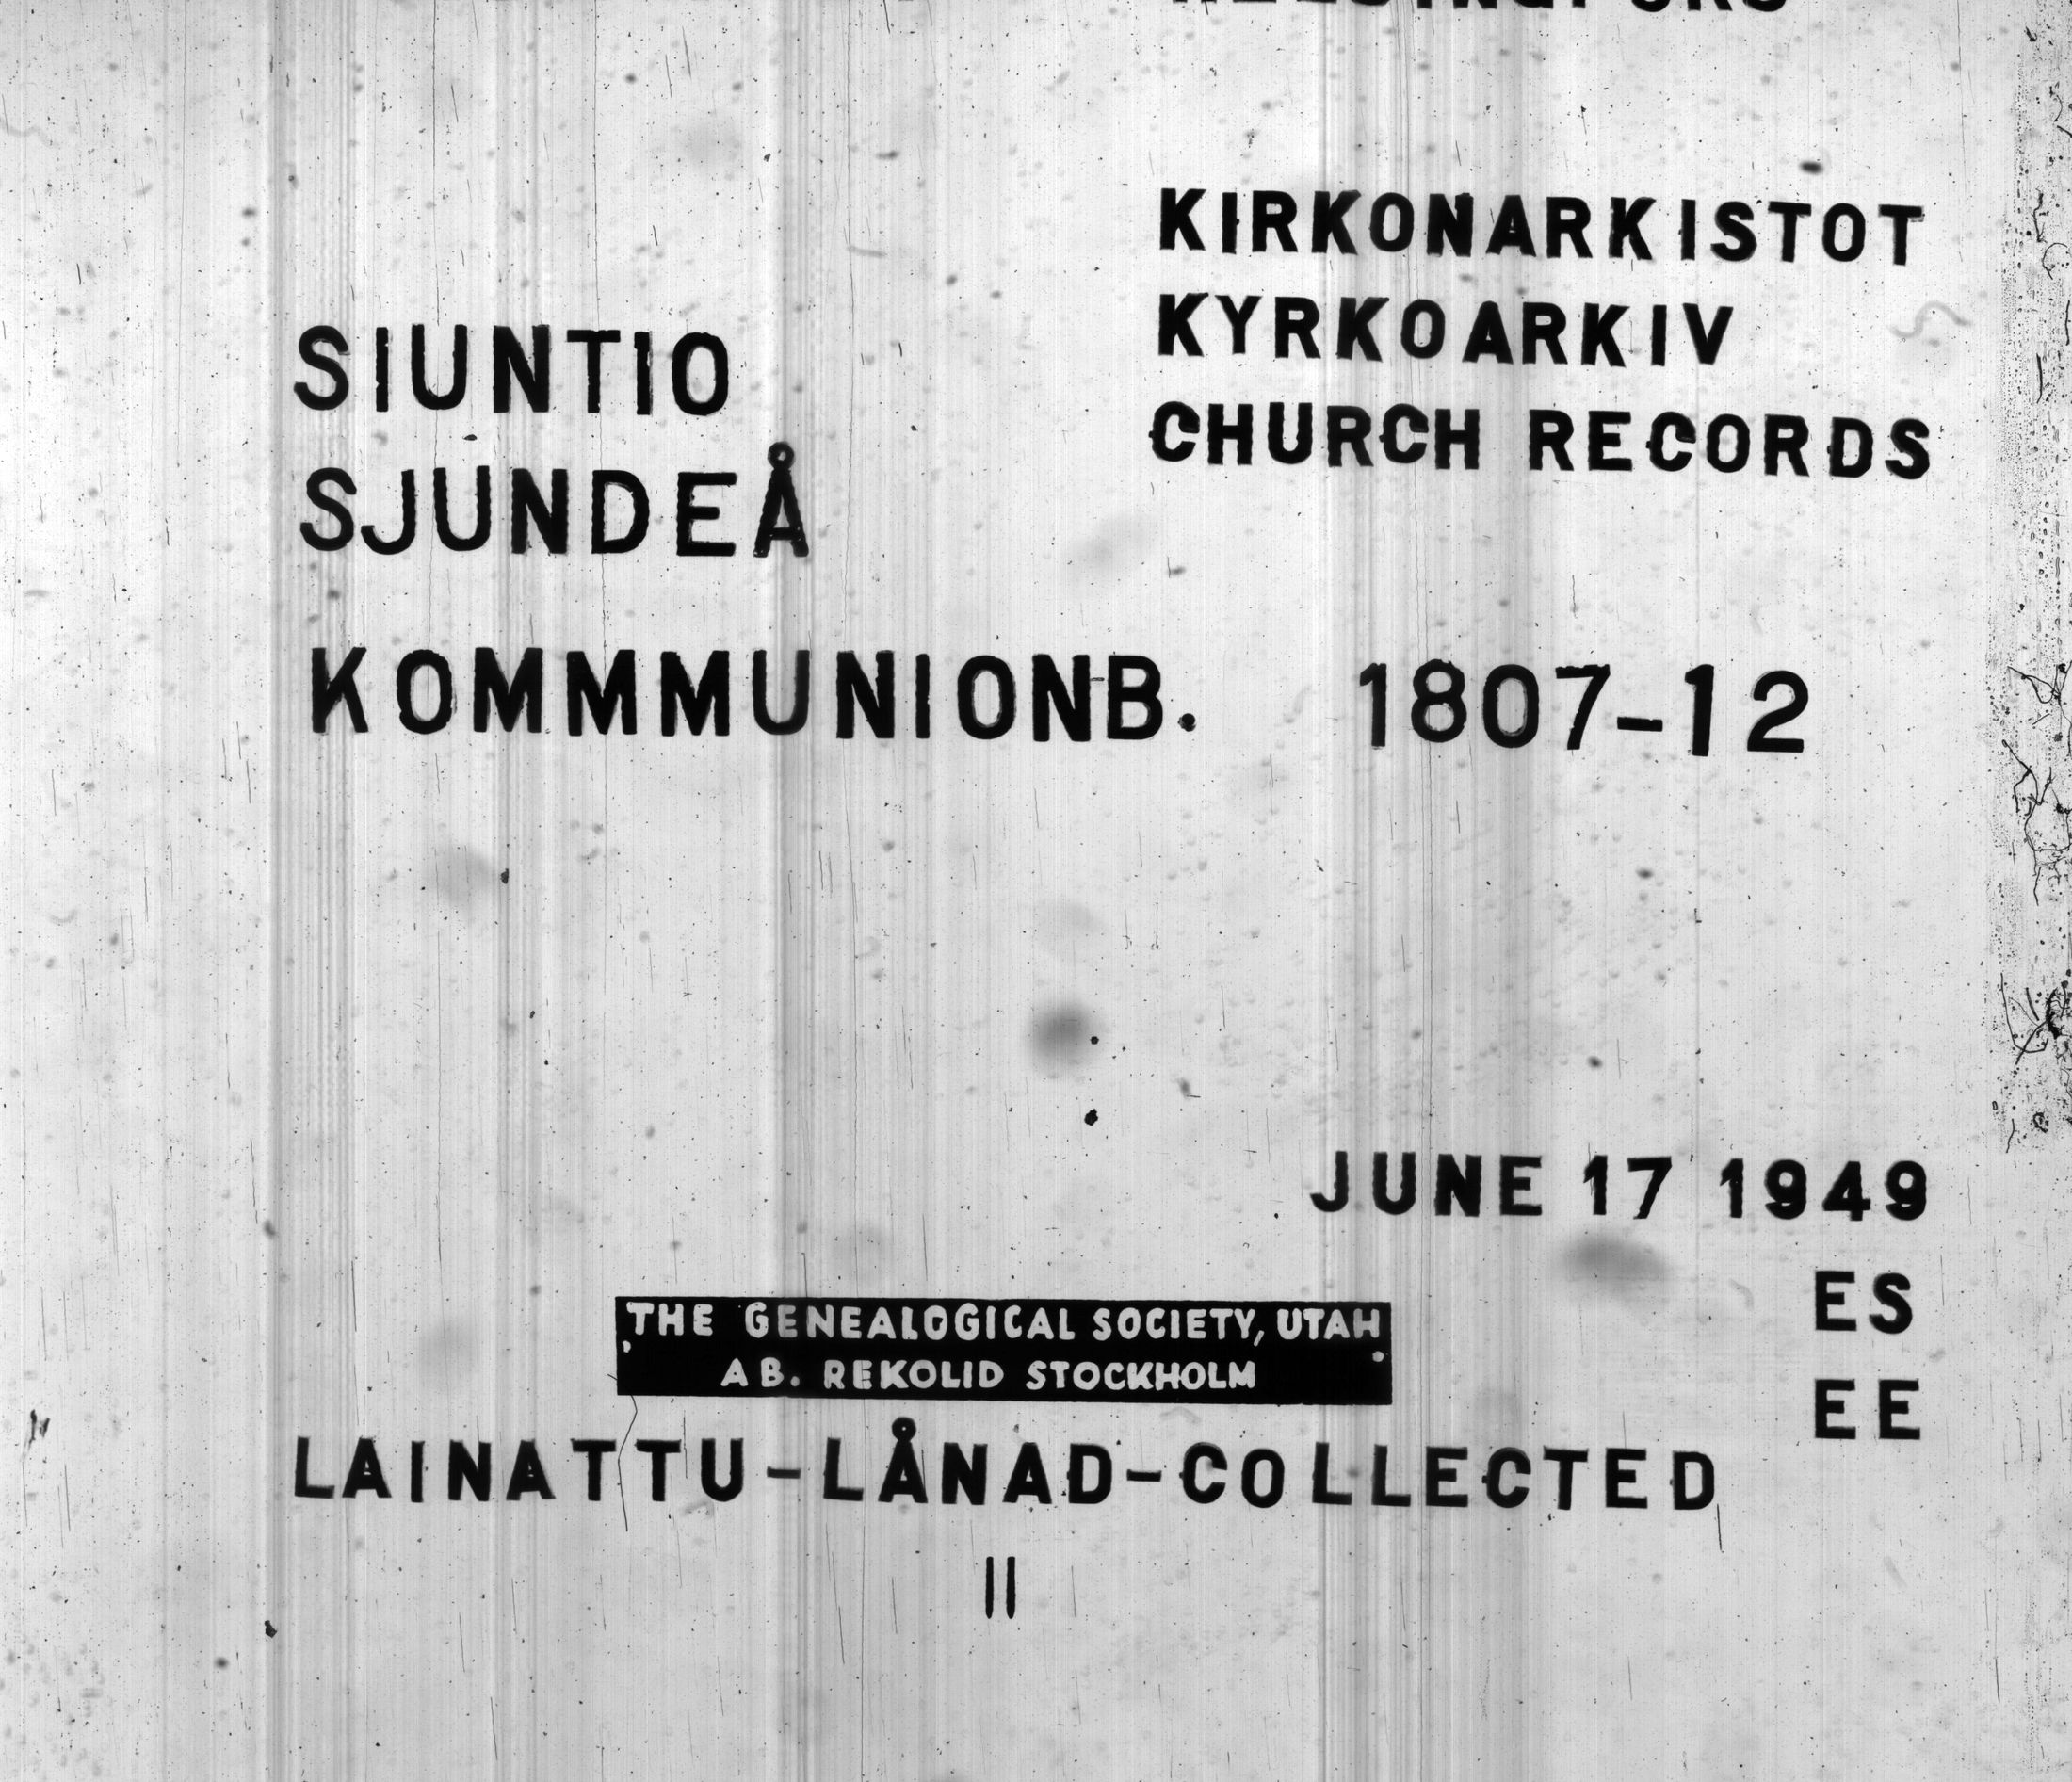 KIRKONARKISTOT
KYRKOARKIV
CHURCH RECORDS
SIUNTIO
SJUNDEÅ
KOMMMUNIONB. 1807-12
JUNE 17 1949
ES
EE
THE GENEALOGICAL SOCIETY, UTAH
AB. REKOLID STOCKHOLM
LAINATTU-LÅNAD-COLLECTED
II